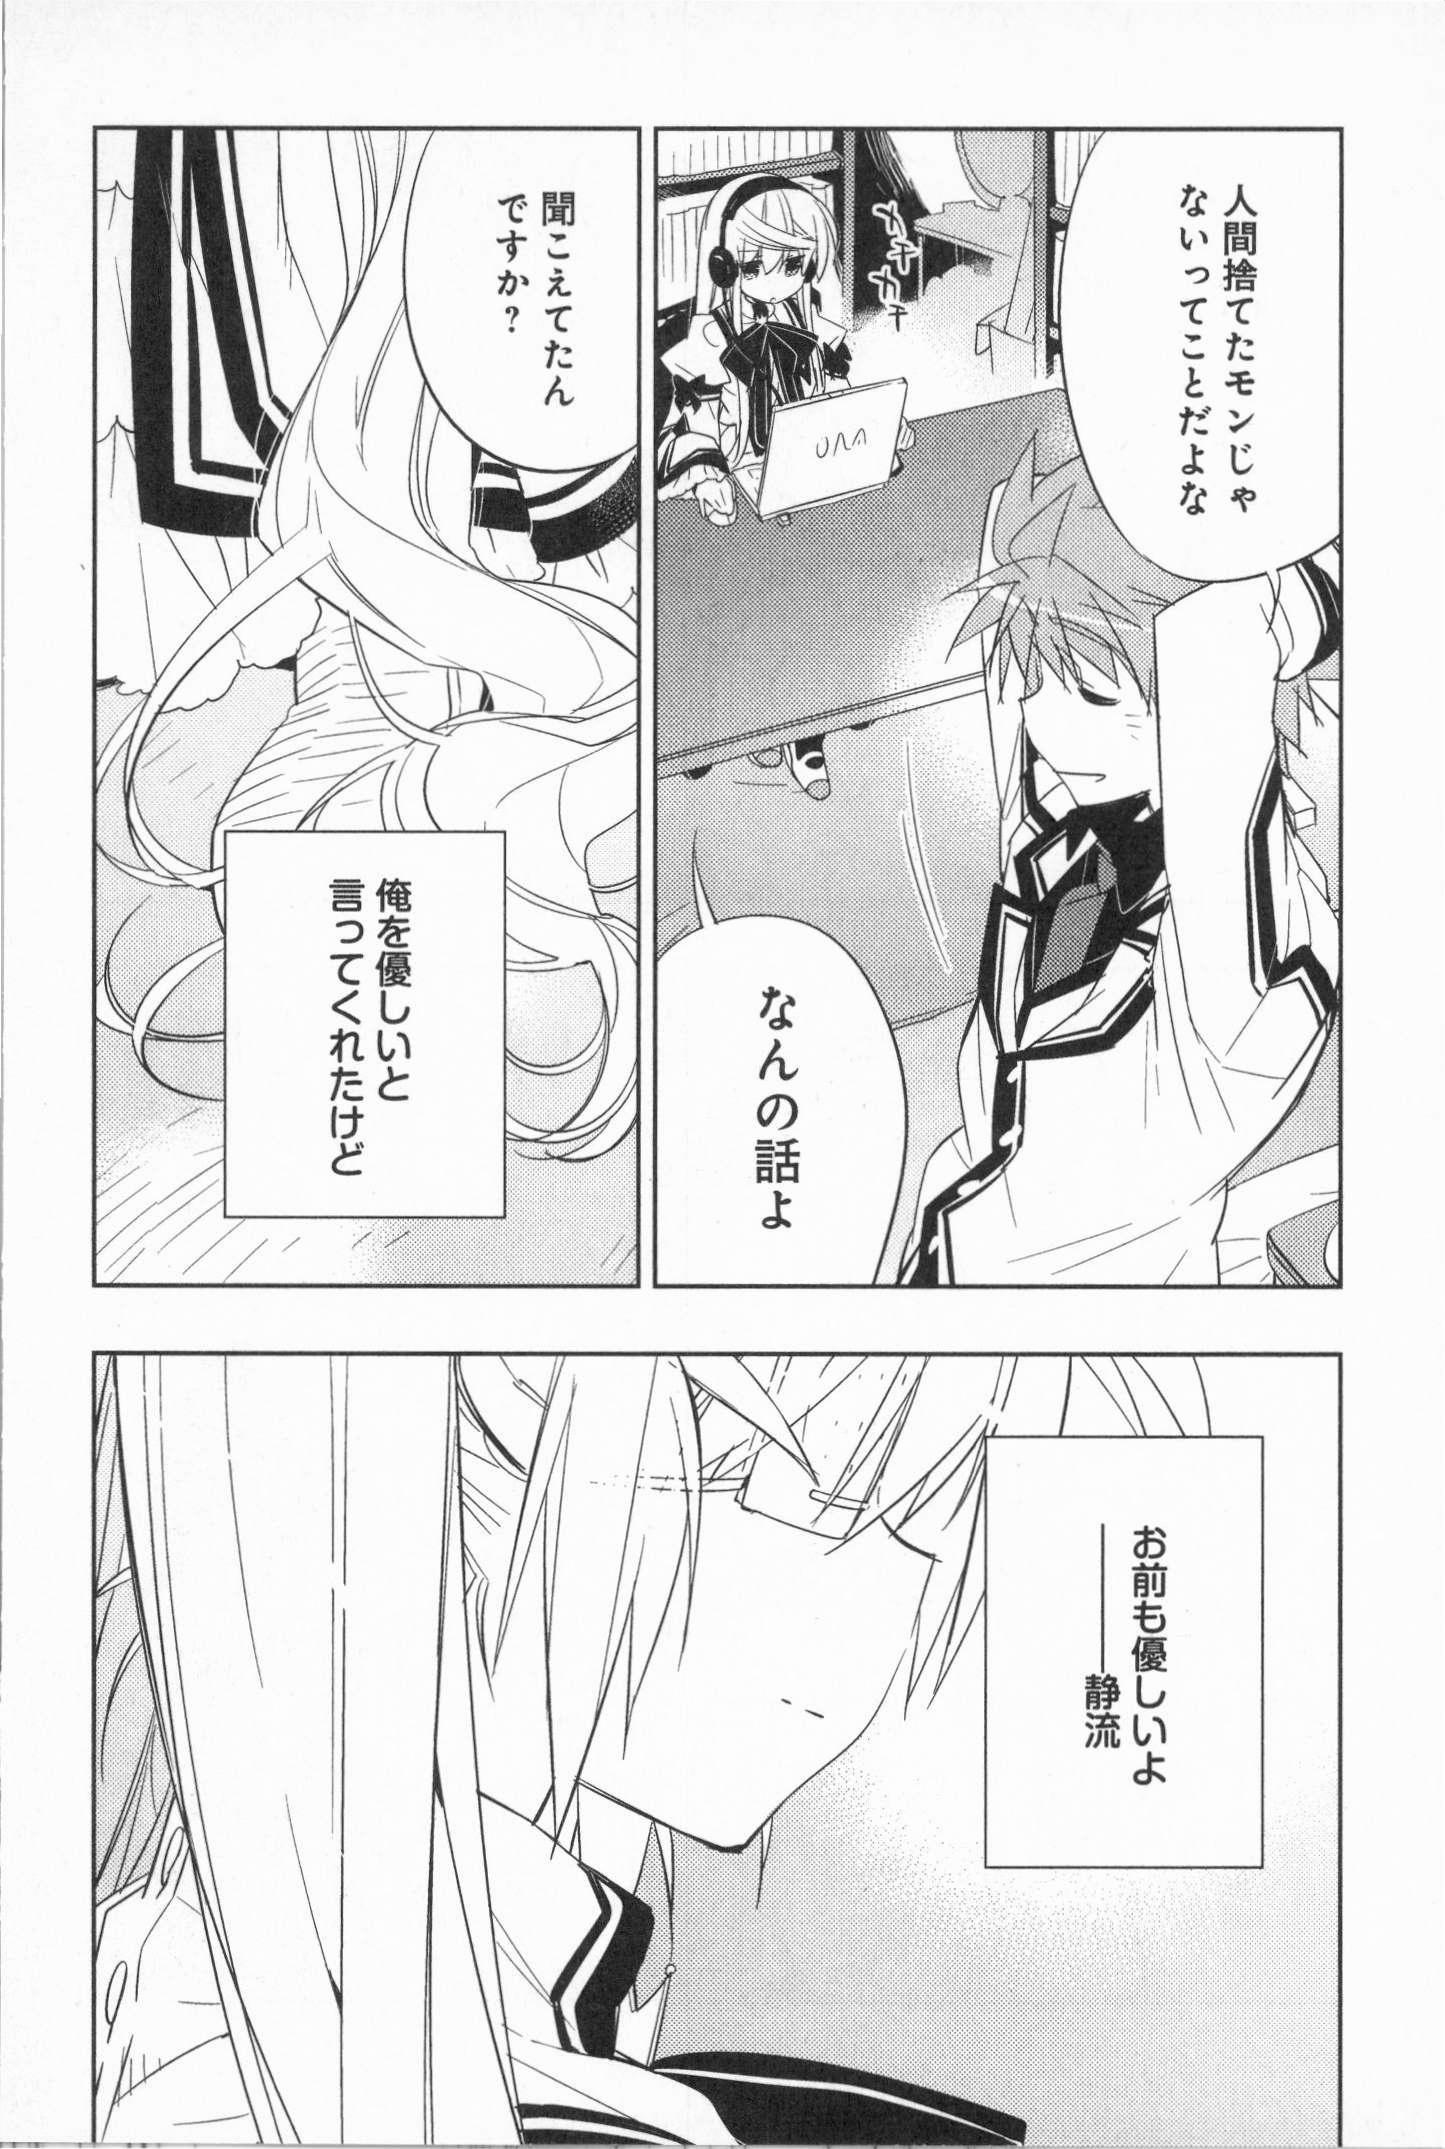 人間捨てたモンじゃ
ないってことだよな
カチャカチャ
なんの話よ
聞こえてたん
ですか？
俺を優しいと
言ってくれたけど
お前も優しいよ
――静流